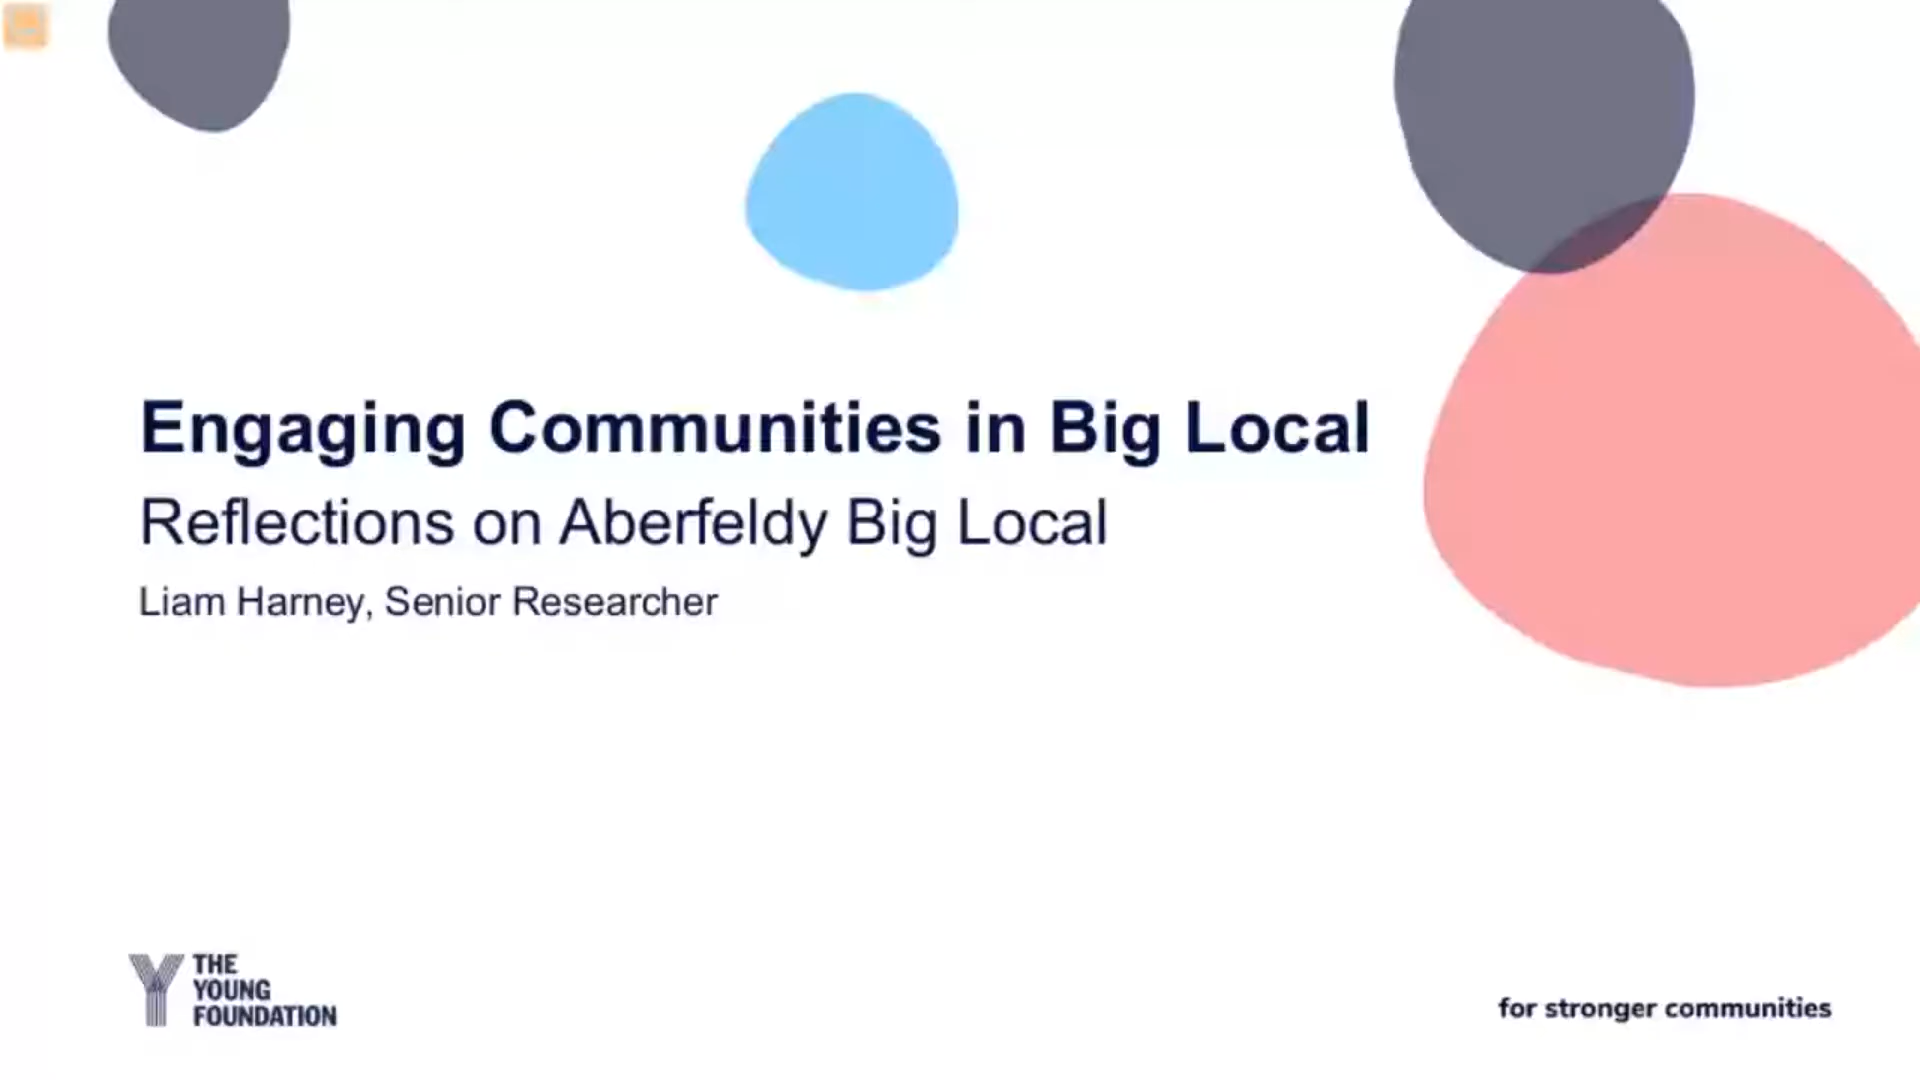 Engaging Communities in Big Local
Reflections on Aberfeldy Big Local
Liam Harney, Senior Researcher
THE
YOUNG
FOUNDATION
for stronger communities